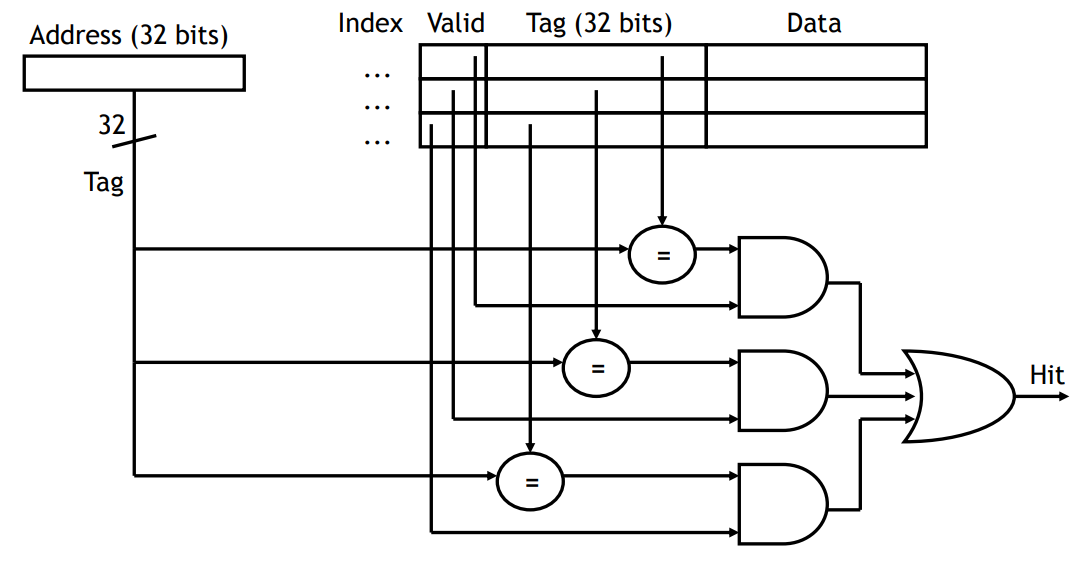 Index Valid Tag (32 bits) Data
Address (32 bits)
...
...
...
32
Tag
=
=
=
Hit